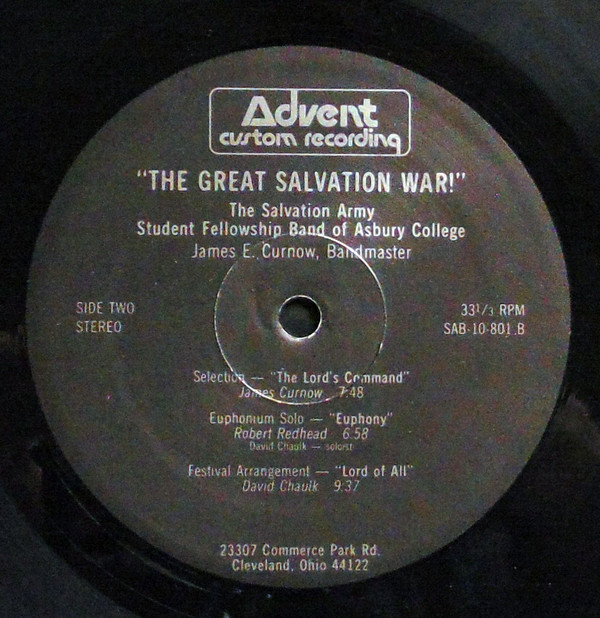 Advent
custom recording
"THE GREAT SALVATION WAR!"
The Salvation Army
Student Fellowship Band of Asbury College
James E. Curnow, Bandmaster
SIDE TWO
STEREO
33 1/3 RPM
SAB-10-801.B
Selection — "The Lord's Command"
James Curnow 7:48
Euphonium Solo — "Euphony"
Robert Redhead 6:58
David Chaulk — soloist
Festival Arrangement — "Lord of All"
David Chaulk 9:37
23307 Commerce Park Rd.
Cleveland, Ohio 44122